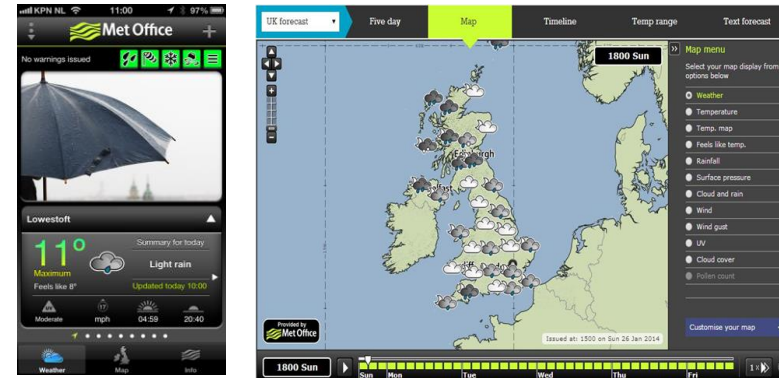 KPN NL
11:00
97%
Met Office
No warnings issued
Lowestoft
11°
Maximum
Feels like 8°
Summary for today
Light rain
Updated today 10:00
Moderate
17
mph
04:59
20:40
Weather
Map
Info
UK forecast
Five day
Map
Timeline
Temp range
Text forecast
1800 Sun
Map menu
Select your map display from
options below
Weather
Temperature
Temp. map
Feels like temp.
Rainfall
Surface pressure
Cloud and rain
Wind
Wind gust
UV
Cloud cover
Pollen count
Customise your map
Provided by
Met Office
Issued at: 1500 on Sun 26 Jan 2014
1800 Sun
Sun
Mon
Tue
Wed
Thu
Fri
1×